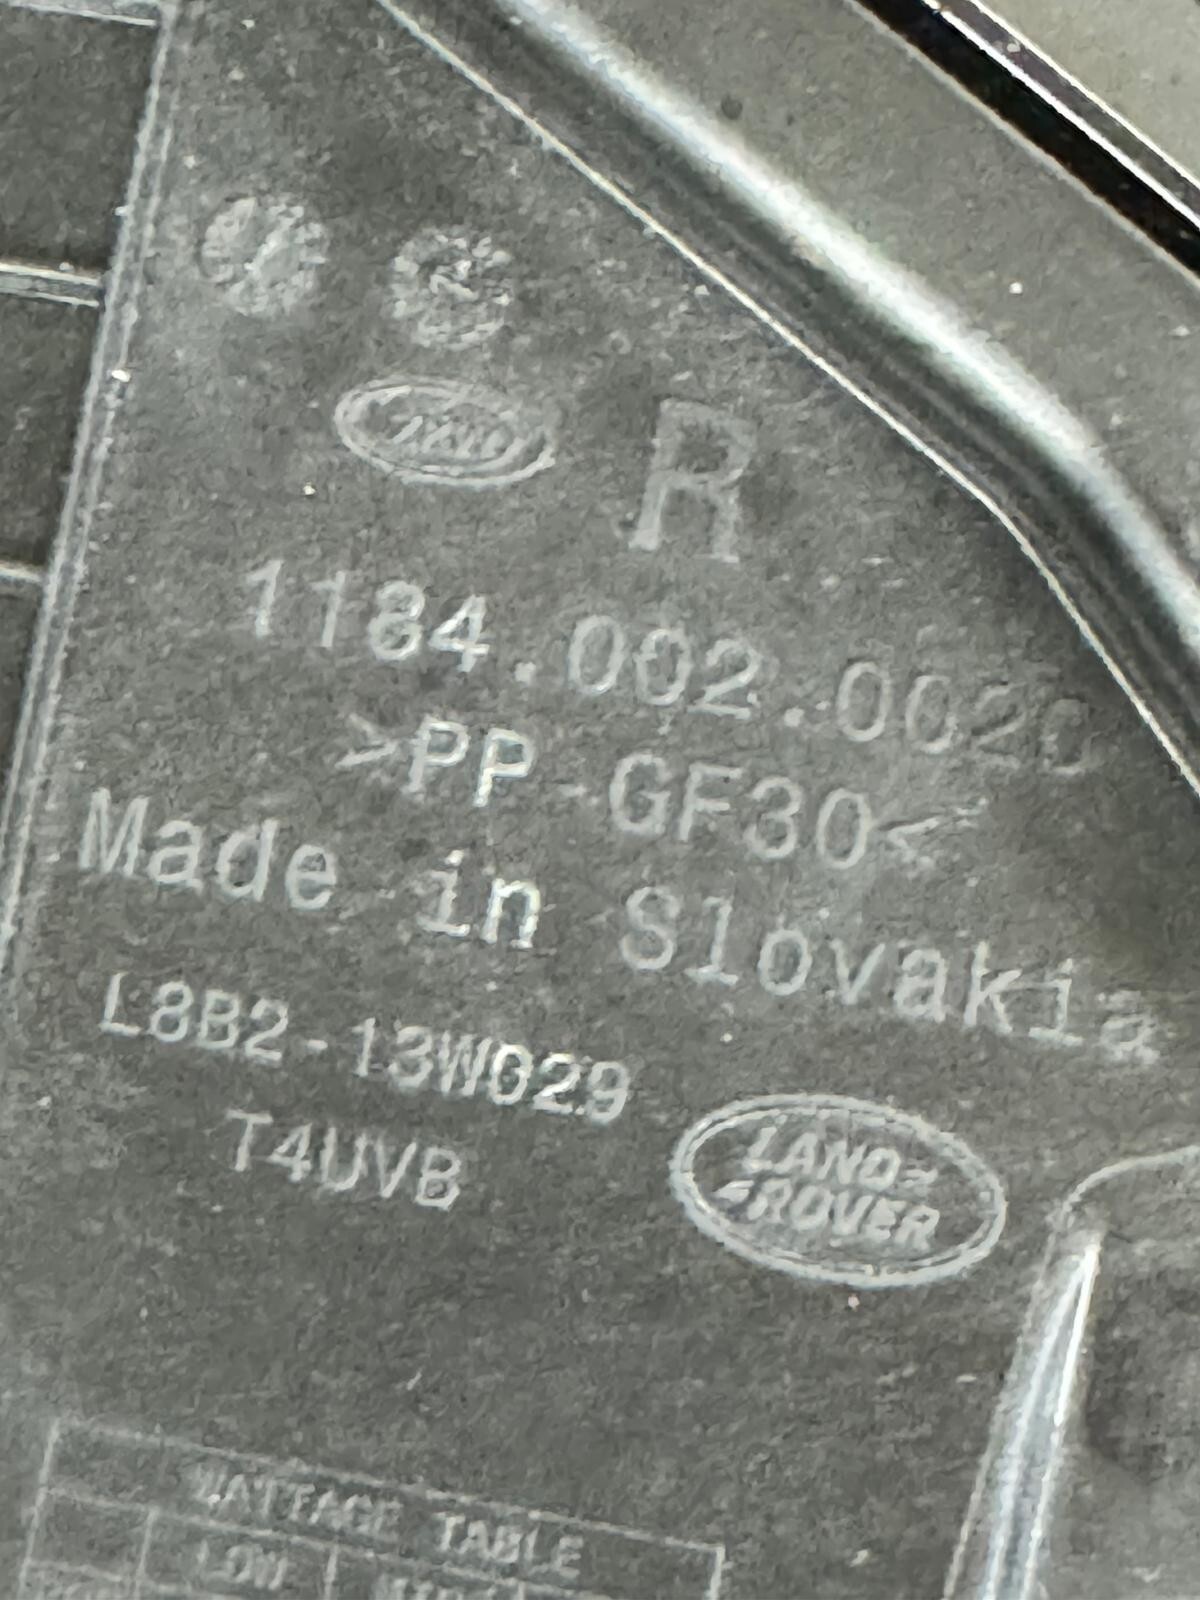 R
1184.002.0020
>PP-GF30<
Made in Slovakia
L8B2-13W029
T4UVB
LAND
ROVER
WATTAGE TABLE
LOW